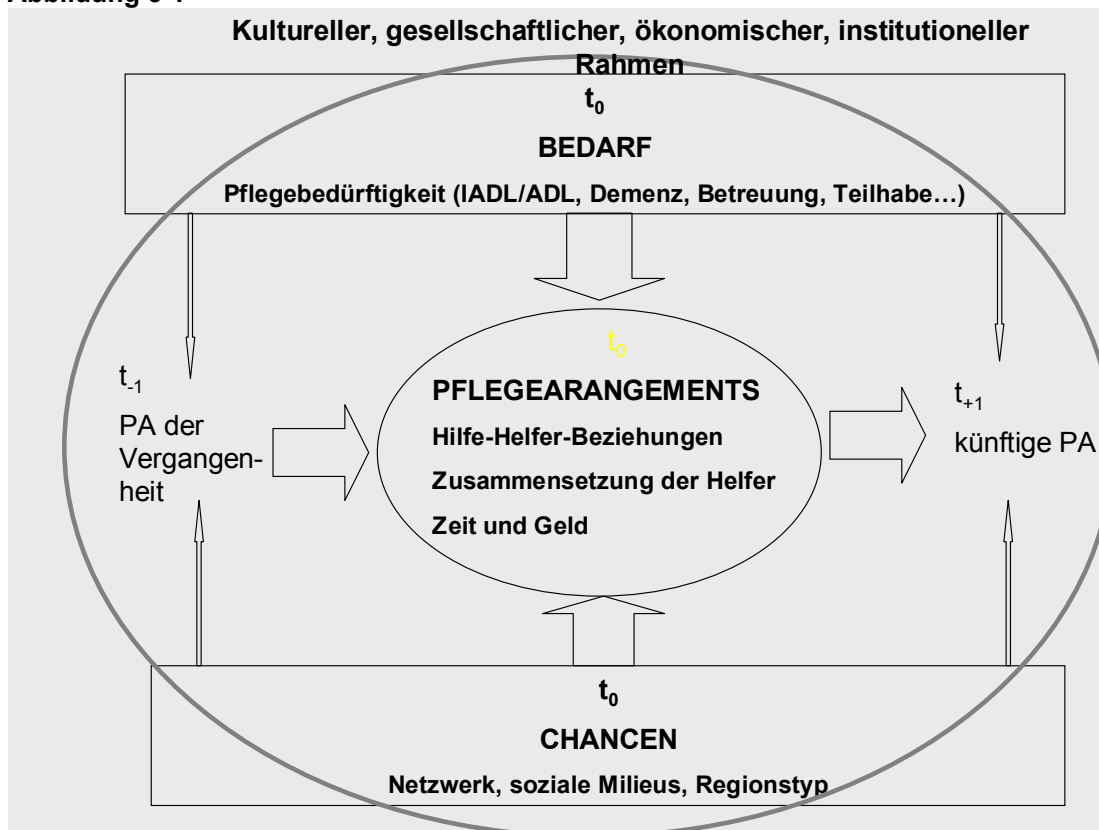 Kultureller, gesellschaftlicher, ökonomischer, institutioneller
Rahmen
t0
BEDARF
Pflegebedürftigkeit (IADL/ADL, Demenz, Betreuung, Teilhabe…)
t0
PFLEGEARANGEMENTS
Hilfe-Helfer-Beziehungen
Zusammensetzung der Helfer
Zeit und Geld
t-1
PA der
Vergangen-
heit
t+1
künftige PA
t0
CHANCEN
Netzwerk, soziale Milieus, Regionstyp